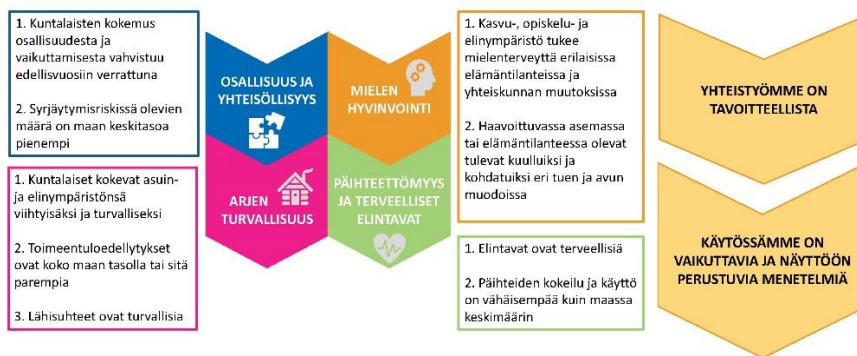 1. Kuntalaisten kokemus
osallisuudesta ja
vaikuttamisesta vahvistuu
edellisvuosiin verrattuna
2. Syrjäytymisriskissä olevien
määrä on maan keskitasoa
pienempi
OSALLISUUS JA
YHTEISÖLLISYYS
MIELEN
HYVINVOINTI
1. Kasvu-, opiskelu- ja
elinympäristö tukee
mielenterveyttä erilaisissa
elämäntilanteissa ja
yhteiskunnan muutoksissa
2. Haavoittuvassa asemassa
tai elämäntilanteessa olevat
tulevat kuulluiksi ja
kohdatuiksi eri tuen ja avun
muodoissa
1. Kuntalaiset kokevat asuin-
ja elinympäristönsä
viihtyisäksi ja turvalliseksi
2. Toimeentuloedellytykset
ovat koko maan tasolla tai sitä
parempia
3. Lähisuhteet ovat turvallisia
ARJEN
TURVALLISUUS
PÄIHTEETTÖMYYS
JA TERVEELLISET
ELINTAVAT
1. Elintavat ovat terveellisiä
2. Päihteiden kokeilu ja käyttö
on vähäisempää kuin maassa
keskimäärin
YHTEISTYÖMME ON
TAVOITTEELLISTA
KÄYTÖSSÄMME ON
VAIKUTTAVIA JA NÄYTTÖÖN
PERUSTUVIA MENETELMIÄ